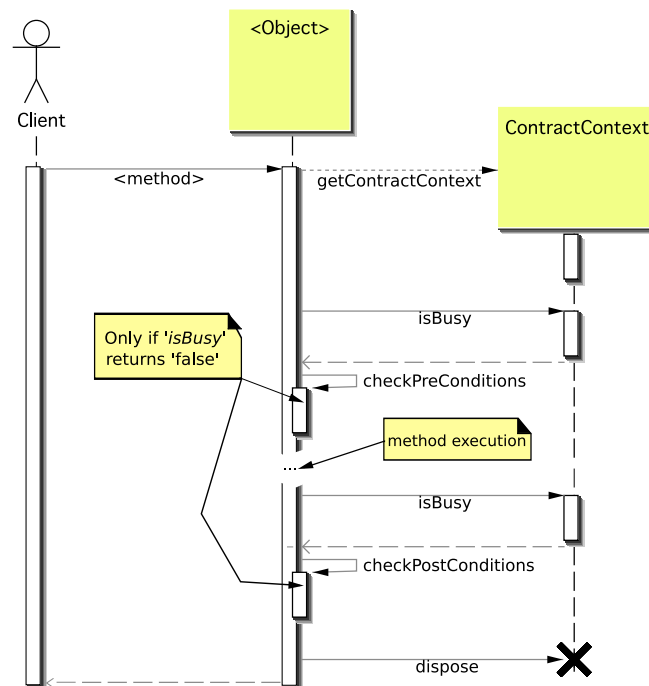 <Object>
Client
ContractContext
<method>
getContractContext
isBusy
Only if 'isBusy'
returns 'false'
checkPreConditions
method execution
...
isBusy
checkPostConditions
dispose